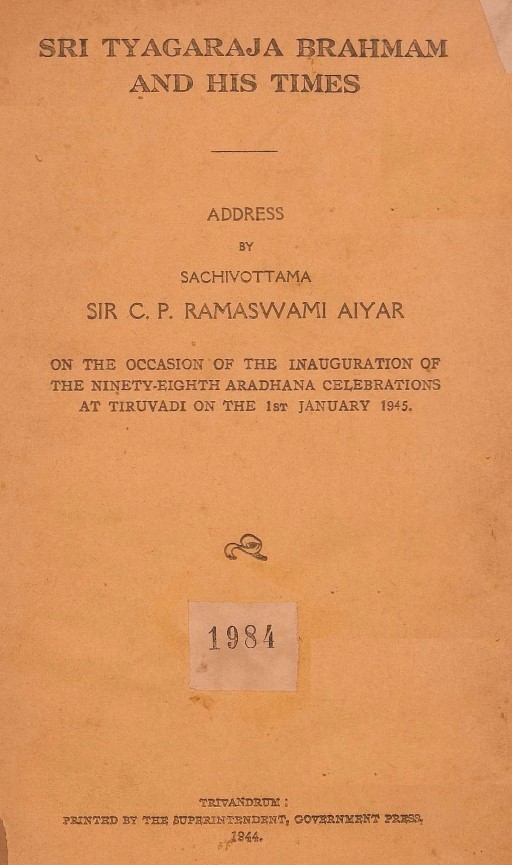 SRI TYAGARAJA BRAHMAM
AND HIS TIMES
ADDRESS
BY
SACHIVOTTAMA
SIR C. P. RAMASWAMI AIYAR
ON THE OCCASION OF THE INAUGURATION OF
THE NINETY-EIGHTH ARADHANA CELEBRATIONS
AT TIRUVADI ON THE 1ST JANUARY 1945.
1984
TRIVANDRUM:
PRINTED BY THE SUPERINTENDENT, GOVERNMENT PRESS,
1944.